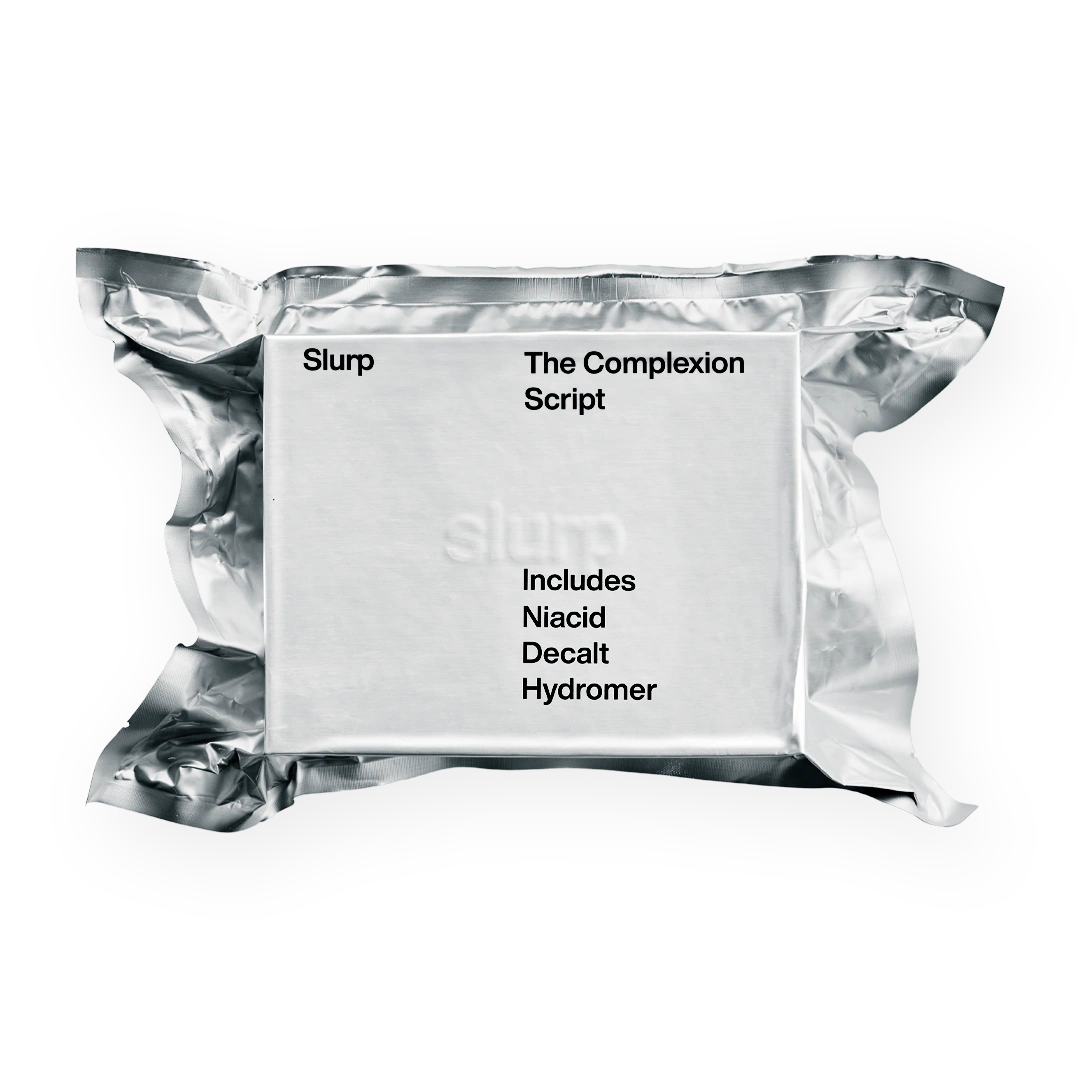 Slurp
The Complexion
Script
slurp
Includes
Niacid
Decalt
Hydromer